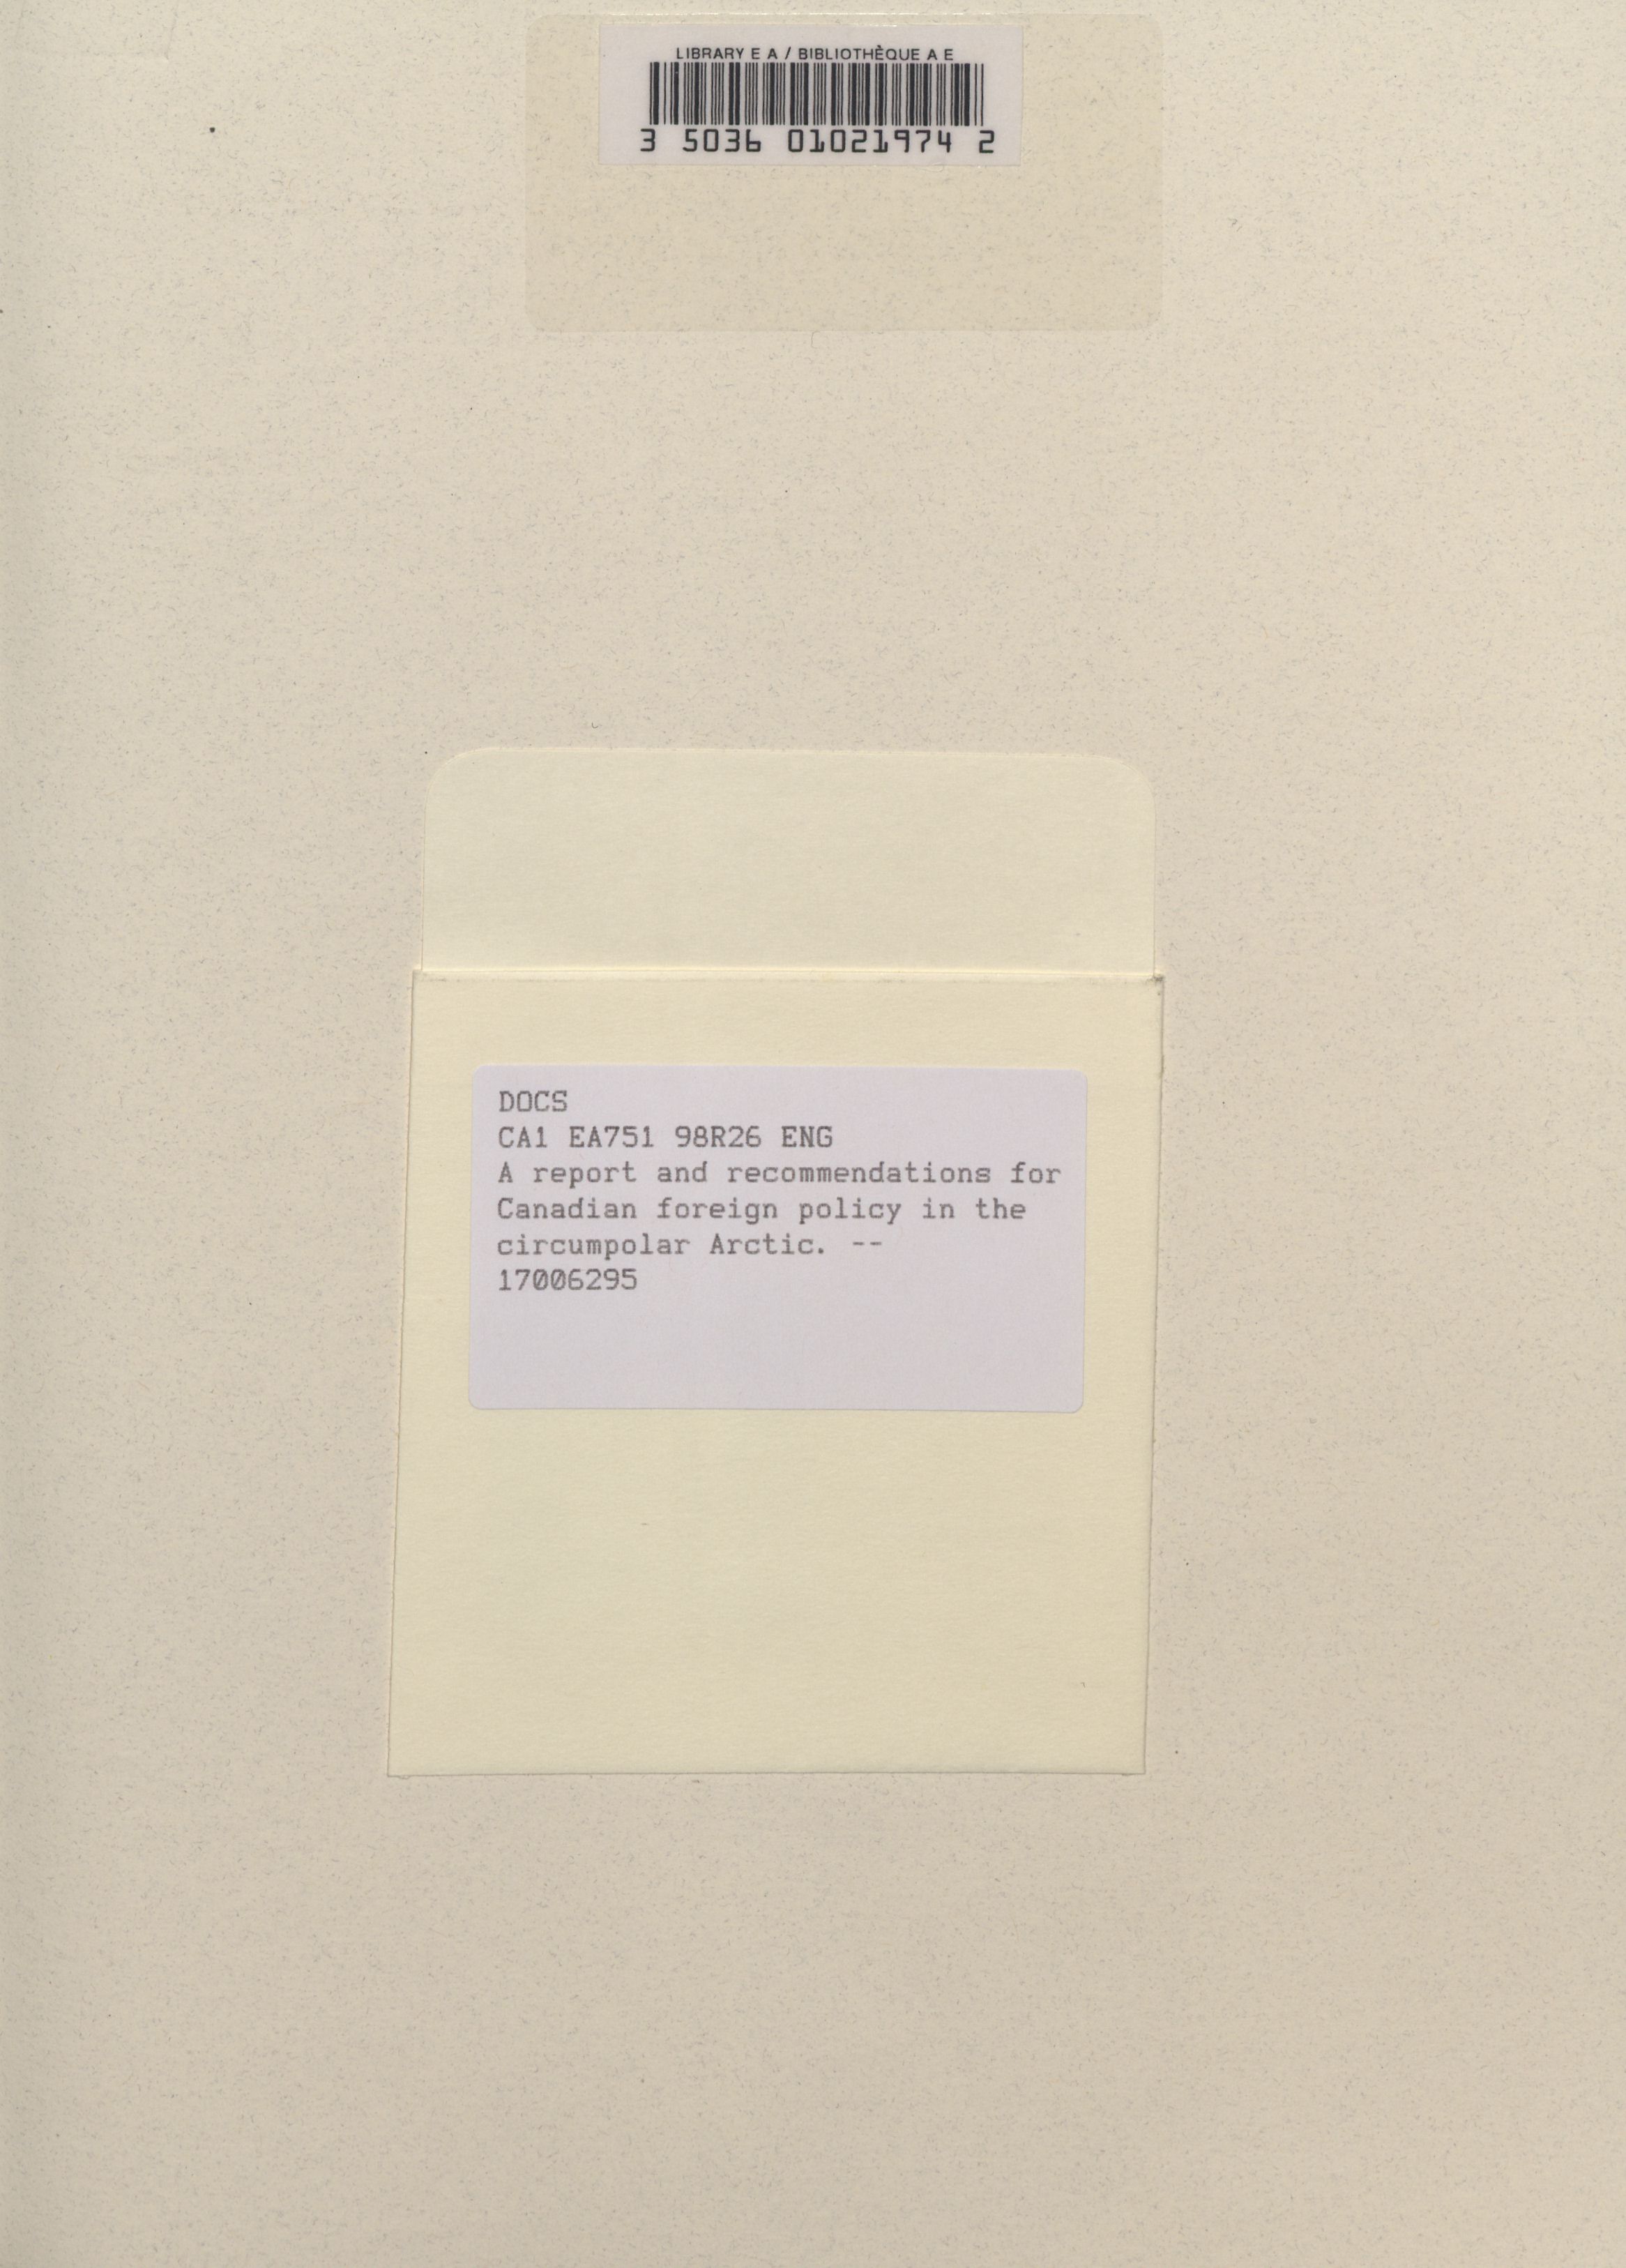 LIBRARY E A / BIBLIOTHÈQUE A E
3 5036 01021974 2
DOCS
CA1 EA751 98R26 ENG
A report and recommendations for
Canadian foreign policy in the
circumpolar Arctic. --
17006295